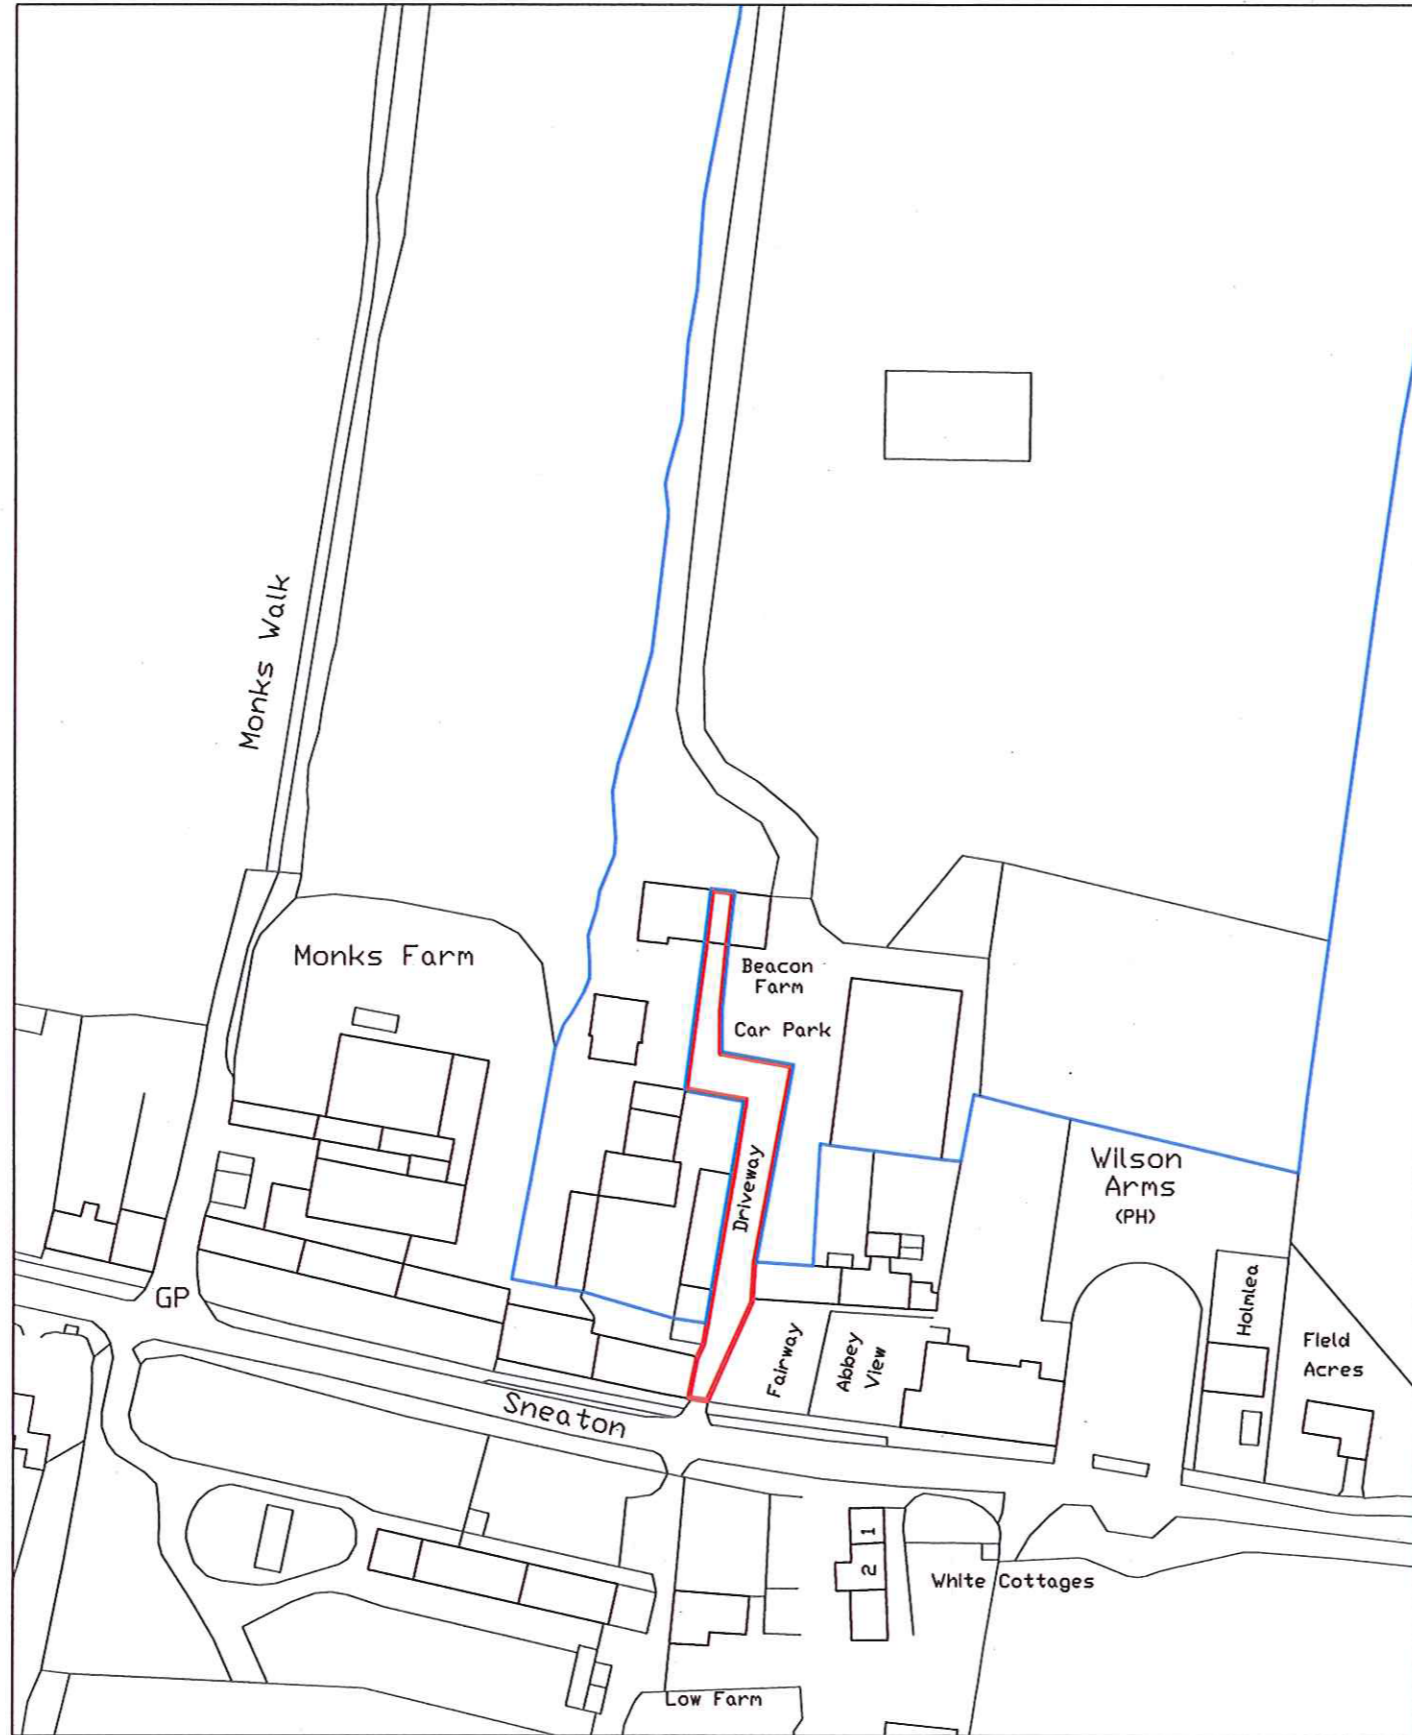 Monks Walk
Monks Farm
Beacon
Farm
Car Park
Driveway
Wilson
Arms
(PH)
Holmlea
Field
Acres
GP
Fairway
Abbey
View
Sneaton
1
2
White Cottages
Low Farm